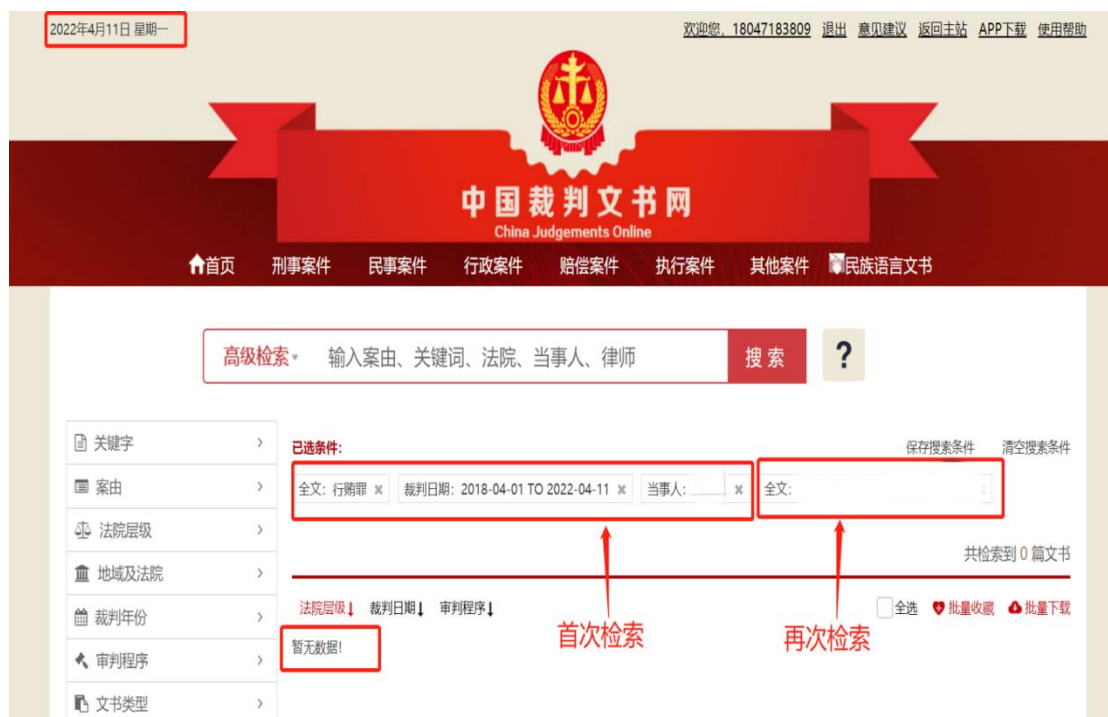 2022年4月11日 星期一
欢迎您，18047183809 退出 意见建议 返回主站 APP下载 使用帮助
中国裁判文书网
China Judgements Online
首页 刑事案件 民事案件 行政案件 赔偿案件 执行案件 其他案件 民族语言文书
高级检索 输入案由、关键词、法院、当事人、律师 搜索 ?
关键字
案由
法院层级
地域及法院
裁判年份
审判程序
文书类型
已选条件:
保存搜索条件 清空搜索条件
全文：行贿罪 × 裁判日期：2018-04-01 TO 2022-04-11 × 当事人： × 全文：
共检索到 0 篇文书
法院层级 裁判日期 审判程序
全选 批量收藏 批量下载
首次检索 再次检索
暂无数据!